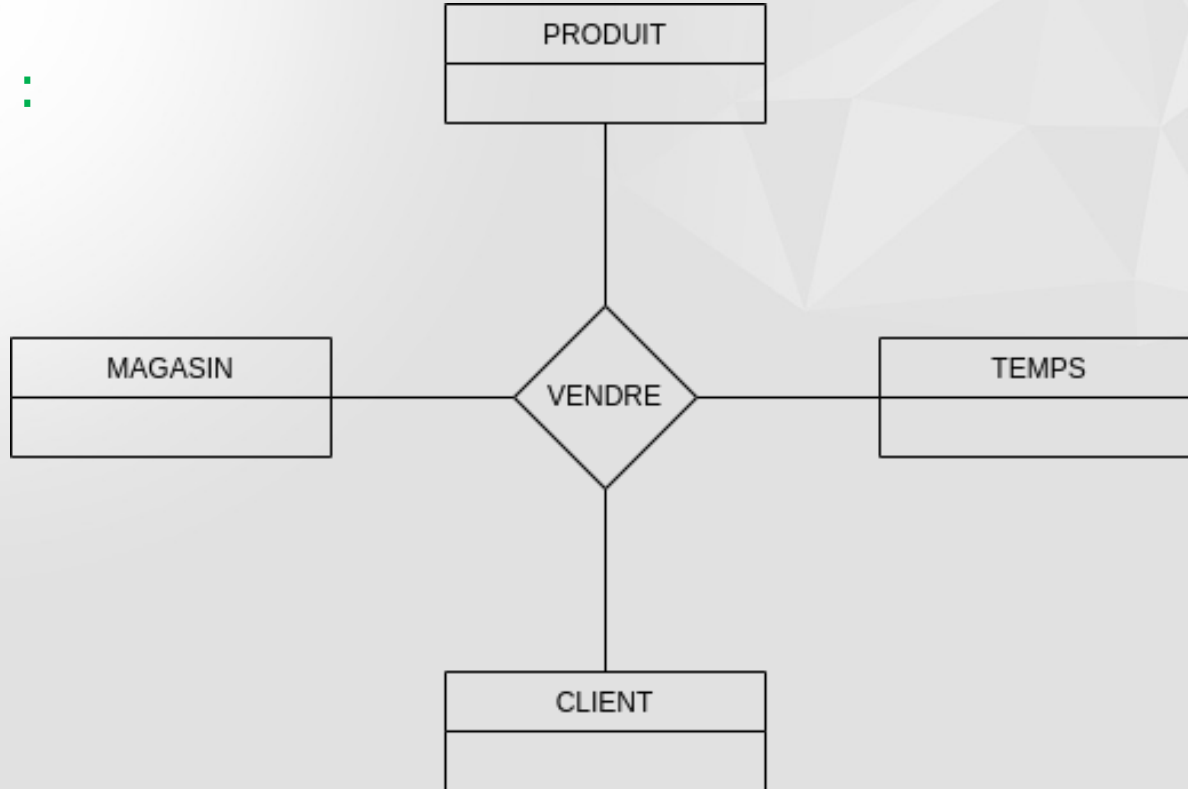 PRODUIT
:
MAGASIN
VENDRE
TEMPS
CLIENT